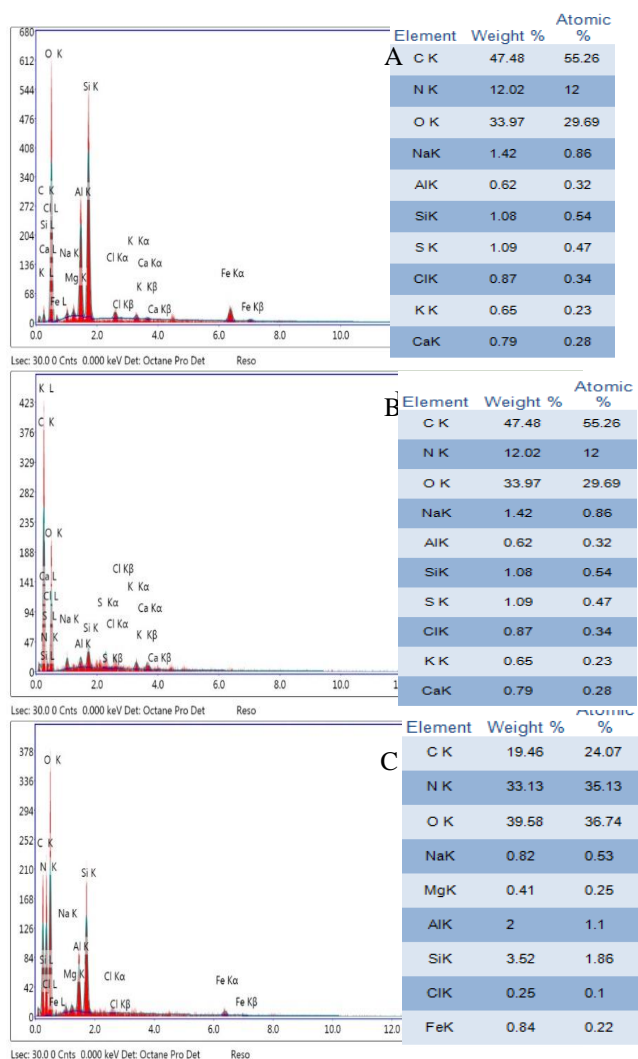 680
612
544
476
408
340
272
204
136
68
0
O K
Si K
C K
Cl L
Al K
Si L
Ca L
Na K
K L
Mg K
Fe L
K Kα
Cl Kα
Ca Kα
K Kβ
Cl Kβ
Ca Kβ
Fe Kα
Fe Kβ
0.0 2.0 4.0 6.0 8.0 10.0
Lsec: 30.0 0 Cnts 0.000 keV Det: Octane Pro Det Reso
A
Element Weight % Atomic %
C K 47.48 55.26
N K 12.02 12
O K 33.97 29.69
NaK 1.42 0.86
AlK 0.62 0.32
SiK 1.08 0.54
S K 1.09 0.47
ClK 0.87 0.34
K K 0.65 0.23
CaK 0.79 0.28
423
376
329
282
235
188
141
94
47
0
K L
C K
O K
Ca L
Cl L
S L
N K
Si L
Na K
Al K
Si K
S Kα
S Kβ
Cl Kβ
K Kα
Cl Kα
Ca Kα
K Kβ
Ca Kβ
0.0 2.0 4.0 6.0 8.0 10.0 12
Lsec: 30.0 0 Cnts 0.000 keV Det: Octane Pro Det Reso
B
Element Weight % Atomic %
C K 47.48 55.26
N K 12.02 12
O K 33.97 29.69
NaK 1.42 0.86
AlK 0.62 0.32
SiK 1.08 0.54
S K 1.09 0.47
ClK 0.87 0.34
K K 0.65 0.23
CaK 0.79 0.28
378
336
294
252
210
168
126
84
42
0
O K
C K
N K
Si K
Na K
Al K
Si L
Mg K
Cl L
Fe L
Cl Kα
Cl Kβ
Fe Kα
Fe Kβ
0.0 2.0 4.0 6.0 8.0 10.0 12.
Lsec: 30.0 0 Cnts 0.000 keV Det: Octane Pro Det Reso
C
Element Weight % Atomic %
C K 19.46 24.07
N K 33.13 35.13
O K 39.58 36.74
NaK 0.82 0.53
MgK 0.41 0.25
AlK 2 1.1
SiK 3.52 1.86
ClK 0.25 0.1
FeK 0.84 0.22